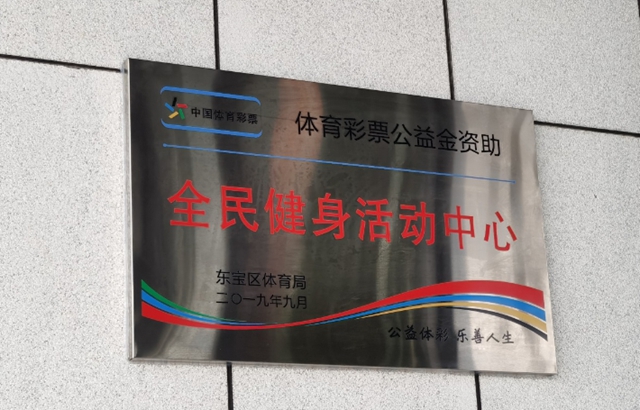 中国体育彩票
体育彩票公益金资助
全民健身活动中心
东宝区体育局
二〇一九年九月
公益体彩 乐善人生